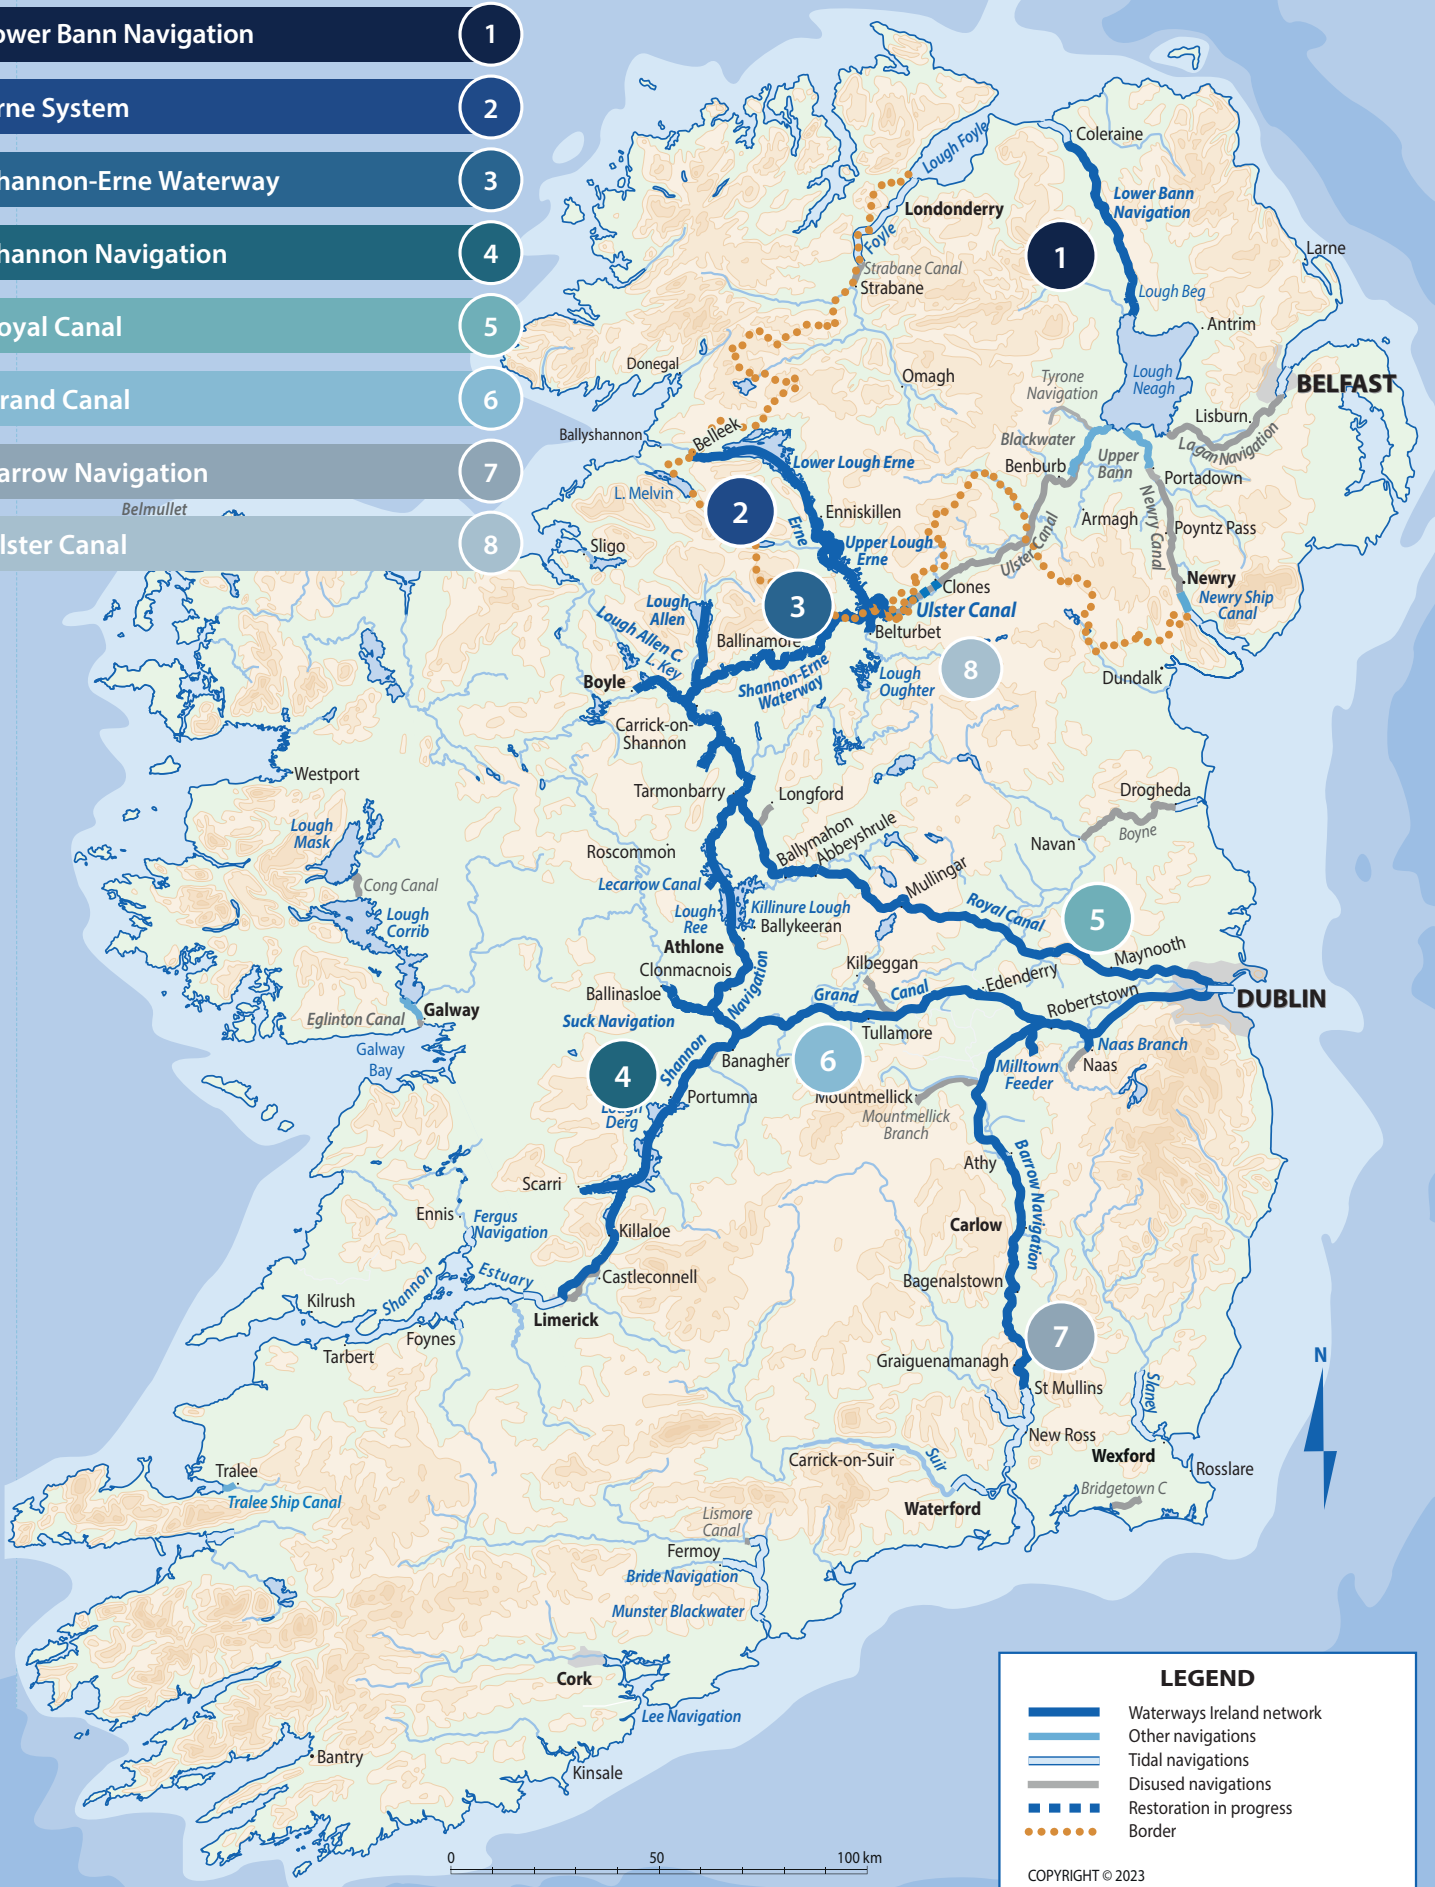 ower Bann Navigation
1
rne System
2
hannon-Erne Waterway
3
hannon Navigation
4
oyal Canal
5
rand Canal
6
arrow Navigation
7
lster Canal
8
Belmullet
Coleraine
Lough Foyle
Lower Bann
Navigation
Londonderry
Foyle
1
Larne
Strabane Canal
Strabane
Lough Beg
Antrim
Donegal
Omagh
Tyrone
Navigation
Lough
Neagh
BELFAST
Lisburn
Lagan Navigation
Ballyshannon
Belleek
Blackwater
Lower Lough Erne
Benburb
Upper
Bann
Portadown
L. Melvin
2
Enniskillen
Erne
Armagh
Newry Canal
Poyntz Pass
Sligo
Upper Lough
Erne
Ulster Canal
Clones
Newry
Newry Ship
Canal
3
Lough
Allen
Lough Allen C.
Ulster Canal
Ballinamore
Belturbet
L. Key
Boyle
Shannon-Erne
Waterway
Lough
Oughter
8
Dundalk
Carrick-on-
Shannon
Westport
Tarmonbarry
Longford
Drogheda
Boyne
Navan
Lough
Mask
Roscommon
Ballymahon
Abbeyshrule
Cong Canal
Lecarrow Canal
Mullingar
Lough
Corrib
Lough
Ree
Killinure Lough
Ballykeeran
Royal Canal
5
Athlone
Clonmacnois
Kilbeggan
Maynooth
Ballinasloe
Navigation
Grand
Canal
Edenderry
Robertstown
DUBLIN
Galway
Eglinton Canal
Suck Navigation
Tullamore
Galway
Bay
Shannon
Banagher
6
Naas Branch
Naas
Milltown
Feeder
4
Portumna
Mountmellick
Mountmellick
Branch
Lough
Derg
Athy
Barrow Navigation
Scarri
Ennis
Fergus
Navigation
Killaloe
Carlow
Castleconnell
Bagenalstown
Estuary
Shannon
Kilrush
Limerick
Foynes
Tarbert
7
Graiguenamanagh
St Mullins
N
Slaney
New Ross
Wexford
Carrick-on-Suir
Suir
Rosslare
Tralee
Tralee Ship Canal
Waterford
Bridgetown C
Lismore
Canal
Fermoy
Bride Navigation
Munster Blackwater
Cork
Lee Navigation
Bantry
Kinsale
0
50
100 km
LEGEND
Waterways Ireland network
Other navigations
Tidal navigations
Disused navigations
Restoration in progress
Border
COPYRIGHT © 2023